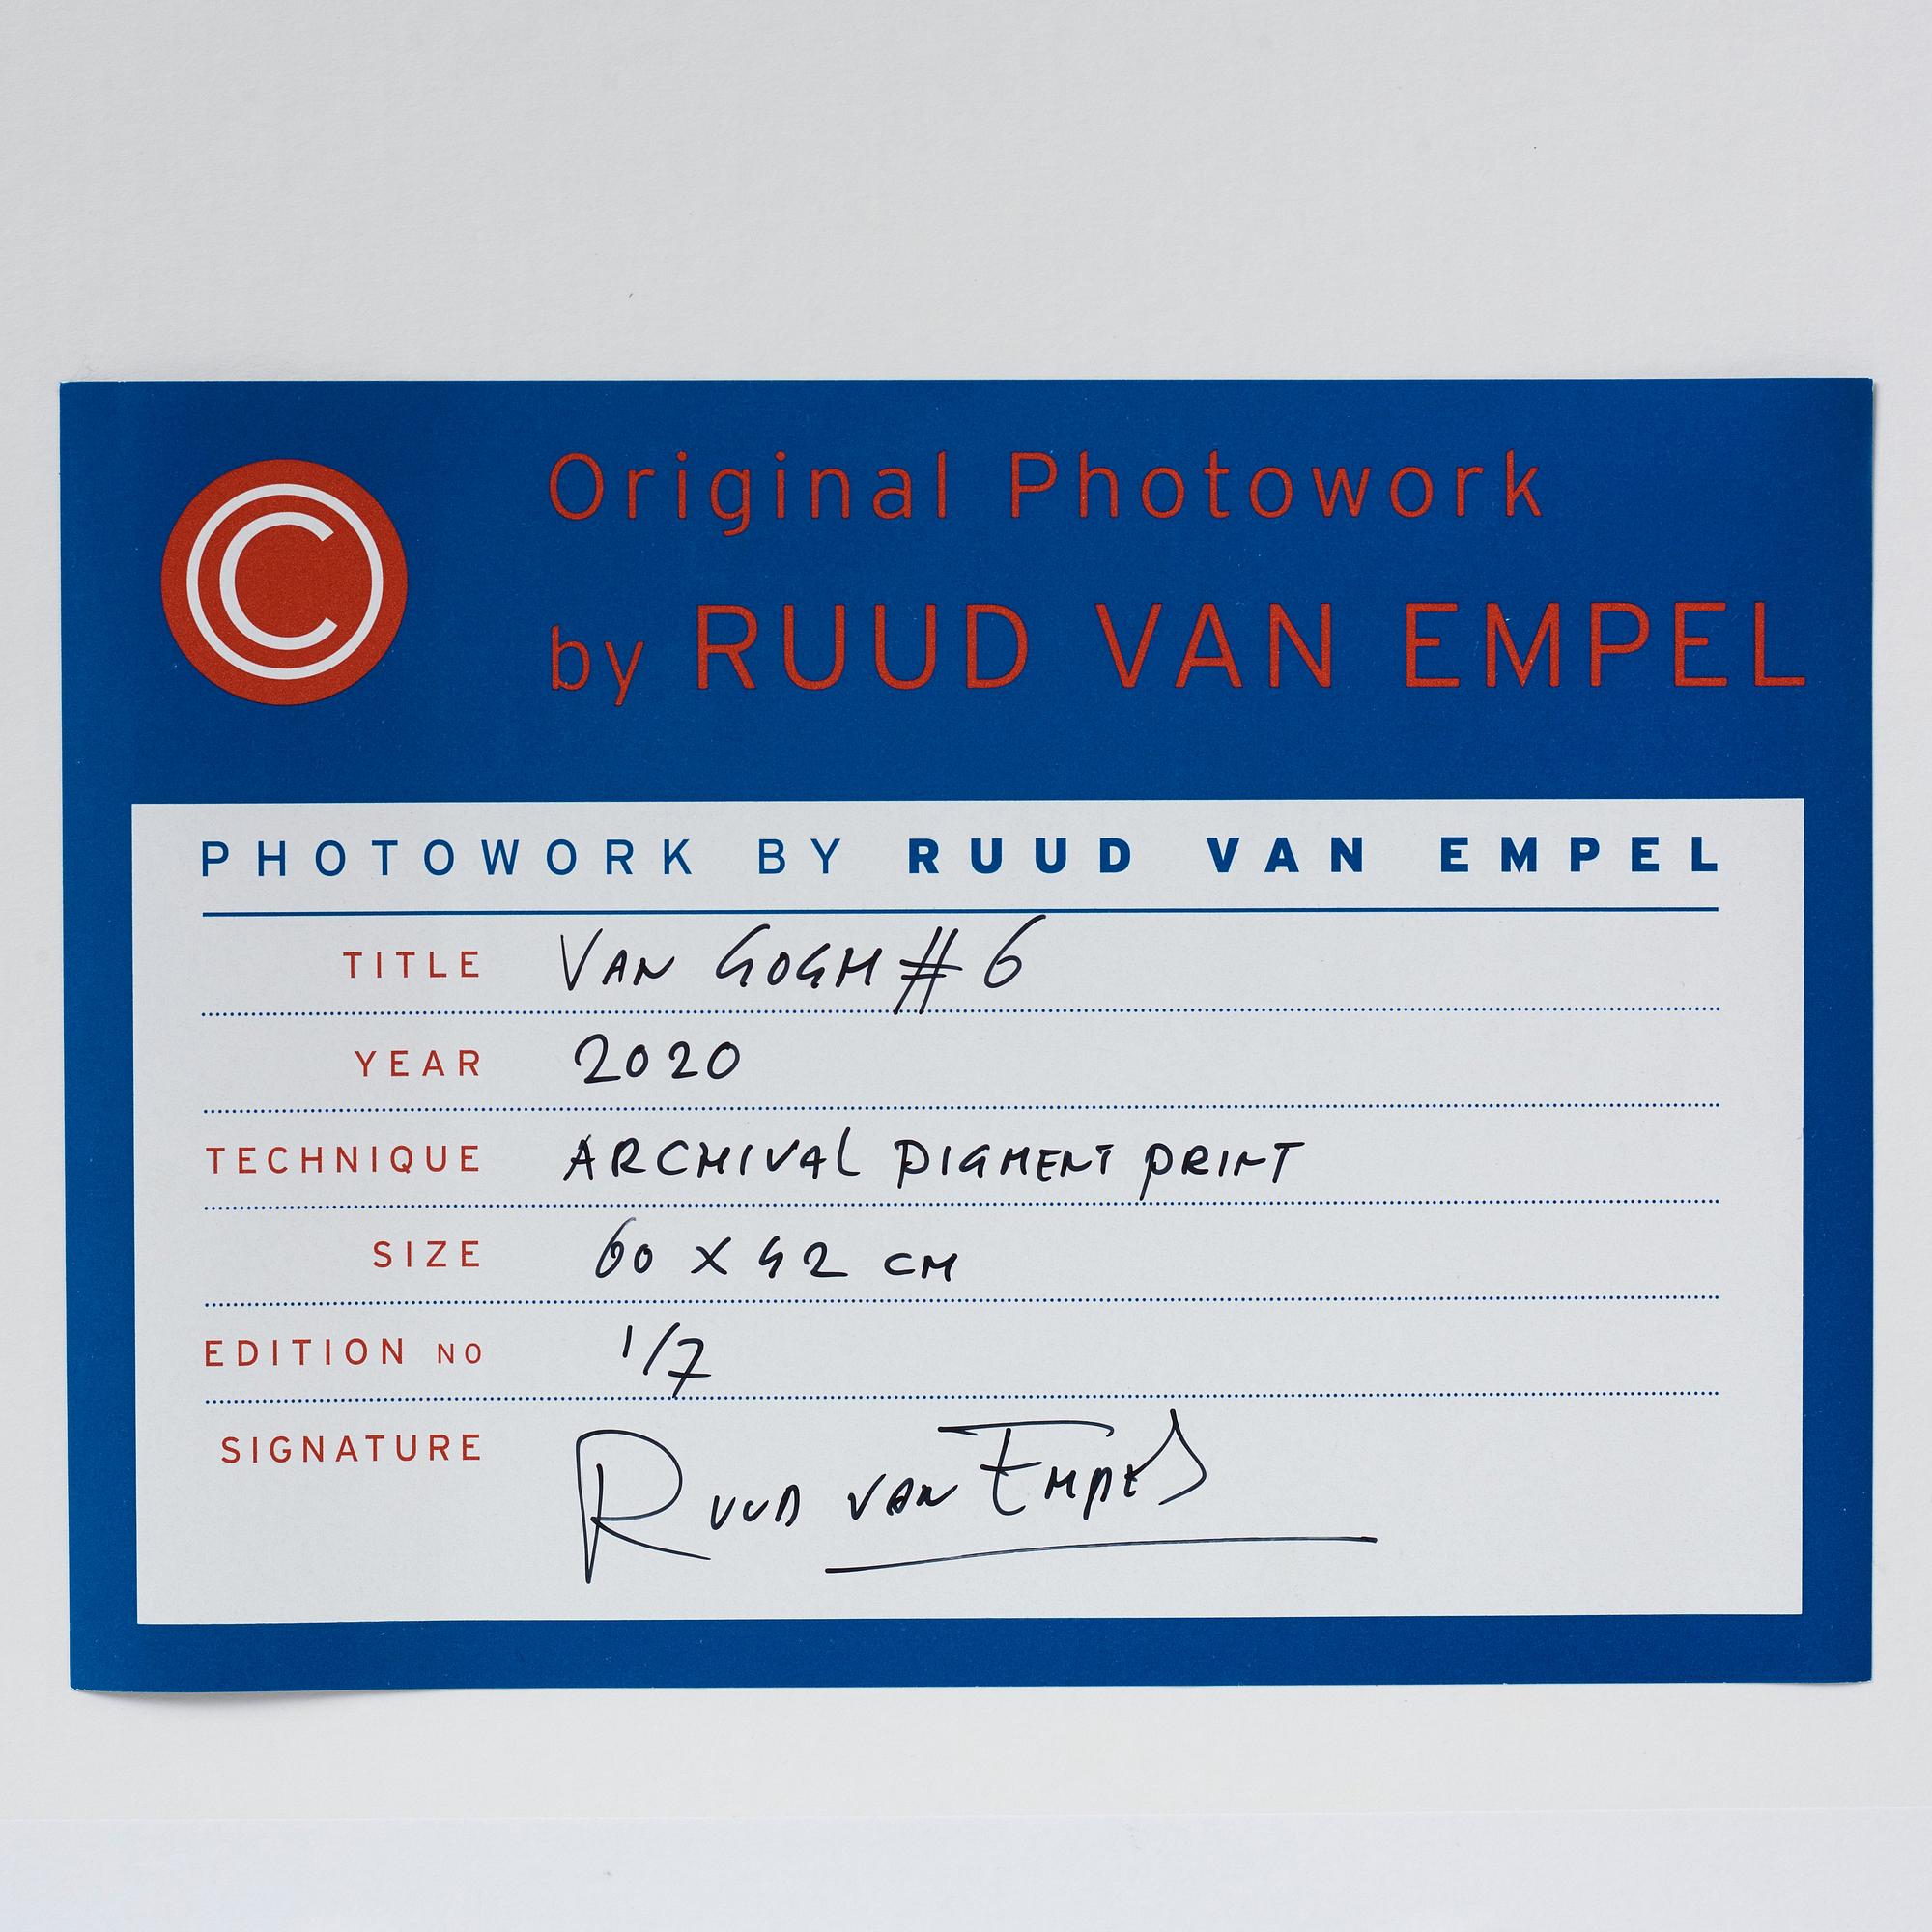 ©
Original Photowork
by RUUD VAN EMPEL
PHOTOWORK BY RUUD VAN EMPEL
TITLE VAN GOGH #6
YEAR 2020
TECHNIQUE ARCHIVAL PIGMENT PRINT
SIZE 60 X 42 CM
EDITION NO 1/7
SIGNATURE RUUD VAN EMPEL